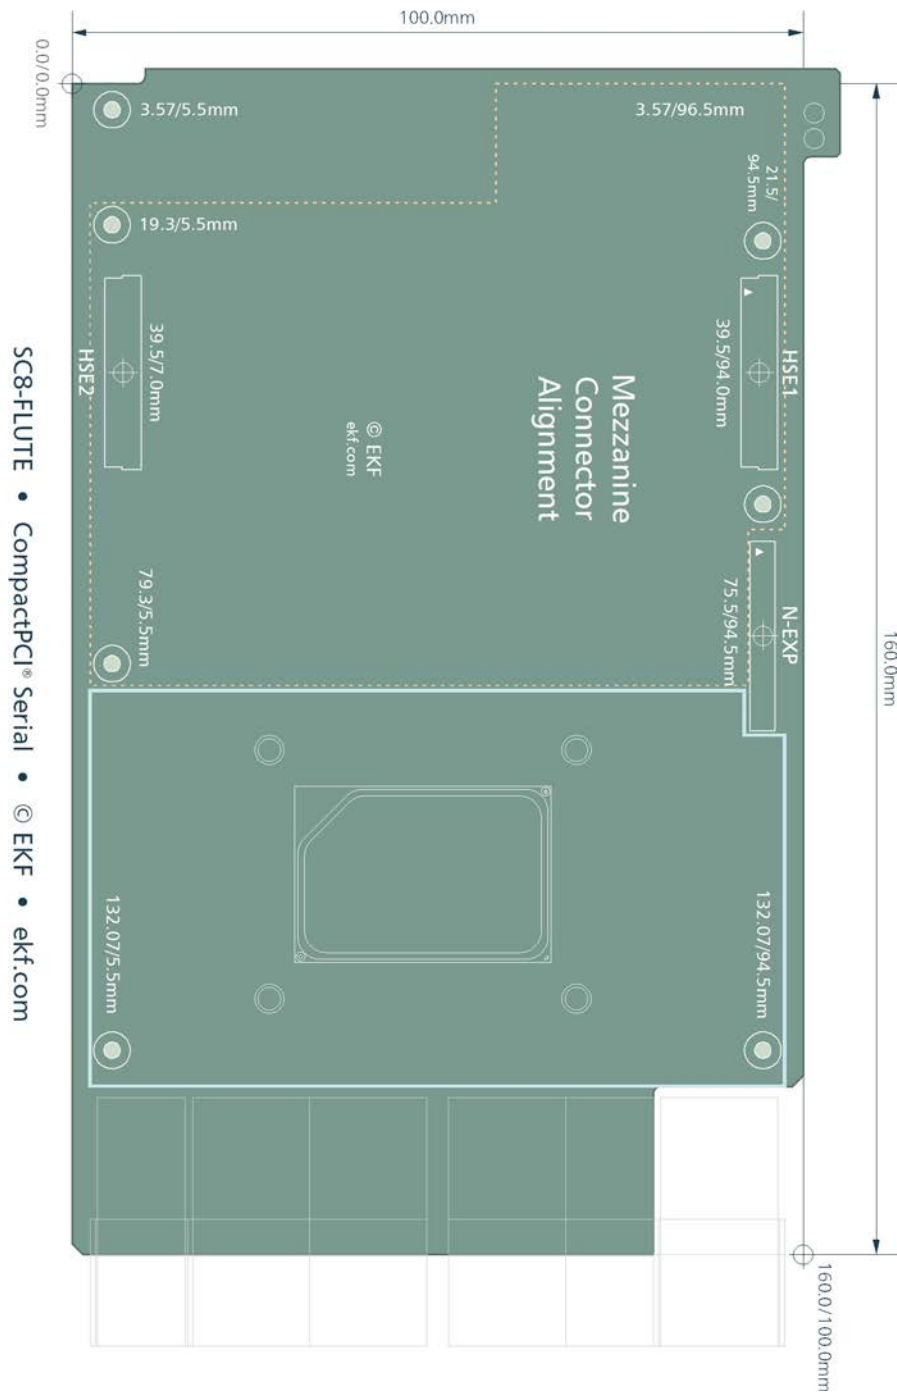 100.0mm
0.0/0.0mm
3.57/5.5mm
3.57/96.5mm
21.5/
94.5mm
19.3/5.5mm
HSE2
39.5/7.0mm
39.5/94.0mm
HSE1
Mezzanine
Connector
Alignment
© EKF
ekf.com
79.3/5.5mm
75.5/94.5mm
N-EXP
160.0mm
132.07/5.5mm
132.07/94.5mm
160.0/100.0mm
SC8-FLUTE • CompactPCI® Serial • © EKF • ekf.com